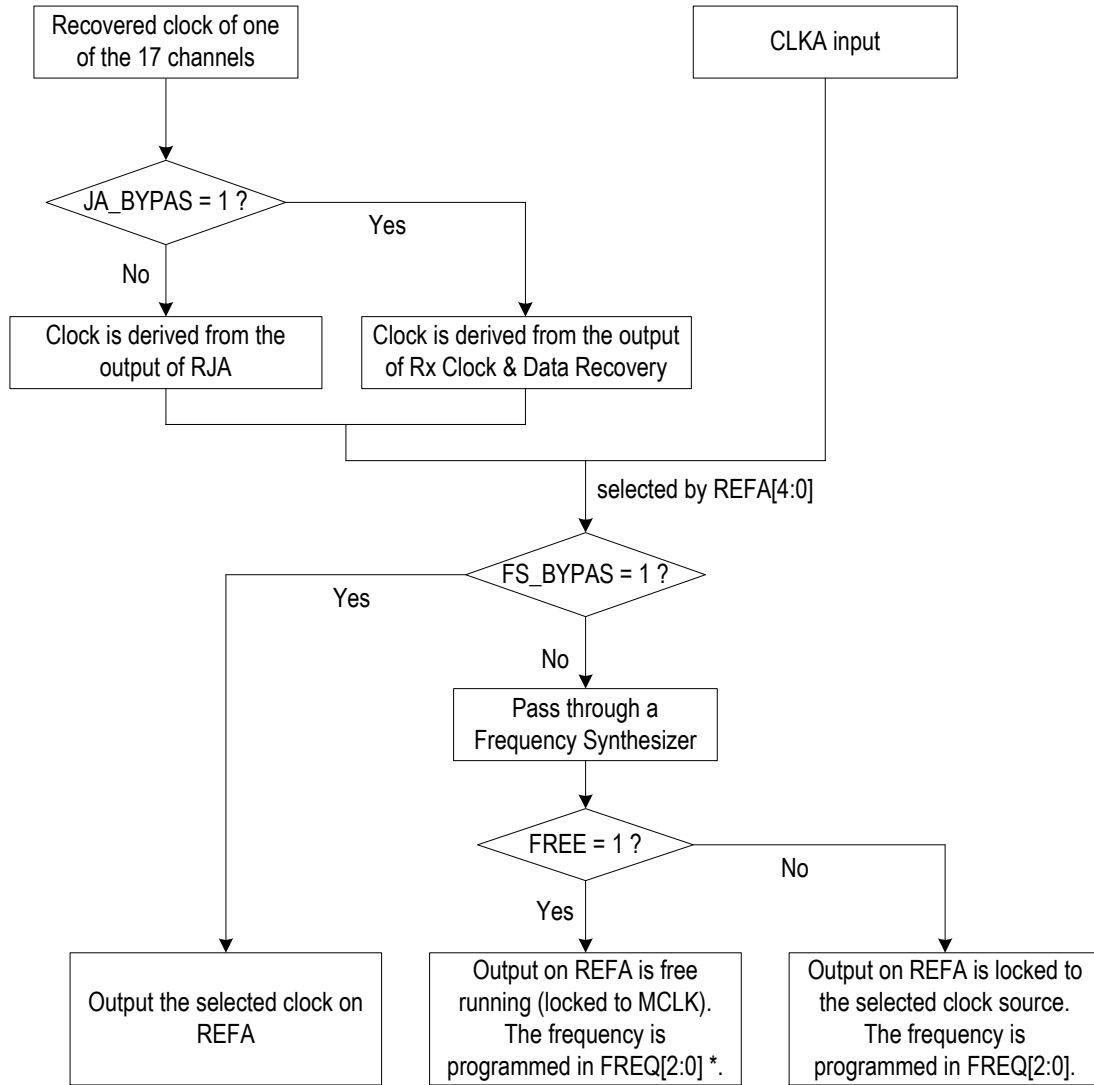 Recovered clock of one
of the 17 channels
CLKA input
JA_BYPAS = 1 ?
Yes
No
Clock is derived from the
output of RJA
Clock is derived from the output
of Rx Clock & Data Recovery
selected by REFA[4:0]
FS_BYPAS = 1 ?
Yes
No
Pass through a
Frequency Synthesizer
FREE = 1 ?
No
Yes
Output the selected clock on
REFA
Output on REFA is free
running (locked to MCLK).
The frequency is
programmed in FREQ[2:0] *.
Output on REFA is locked to
the selected clock source.
The frequency is
programmed in FREQ[2:0].